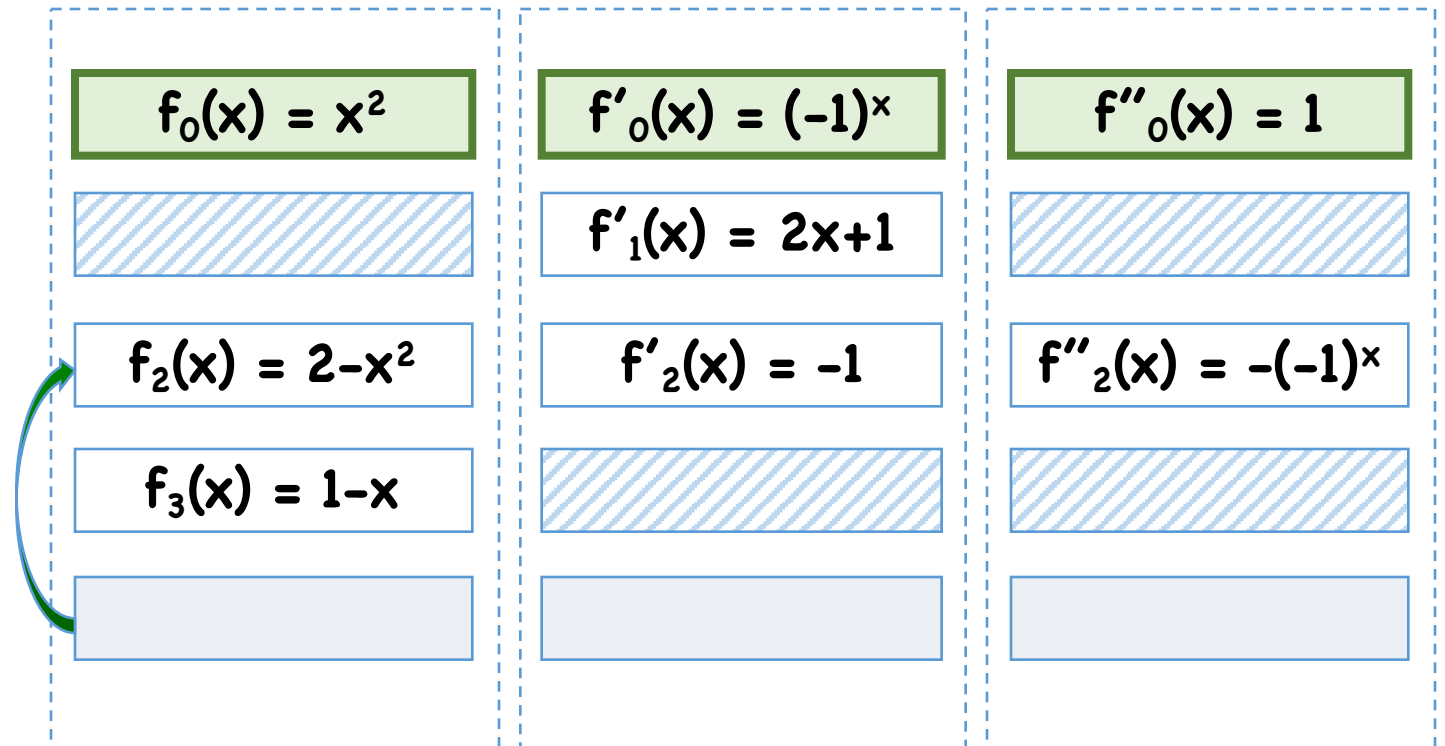 f₀(x) = x²
f′₀(x) = (-1)ˣ
f″₀(x) = 1
f′₁(x) = 2x+1
f₂(x) = 2-x²
f′₂(x) = -1
f″₂(x) = -(-1)ˣ
f₃(x) = 1-x